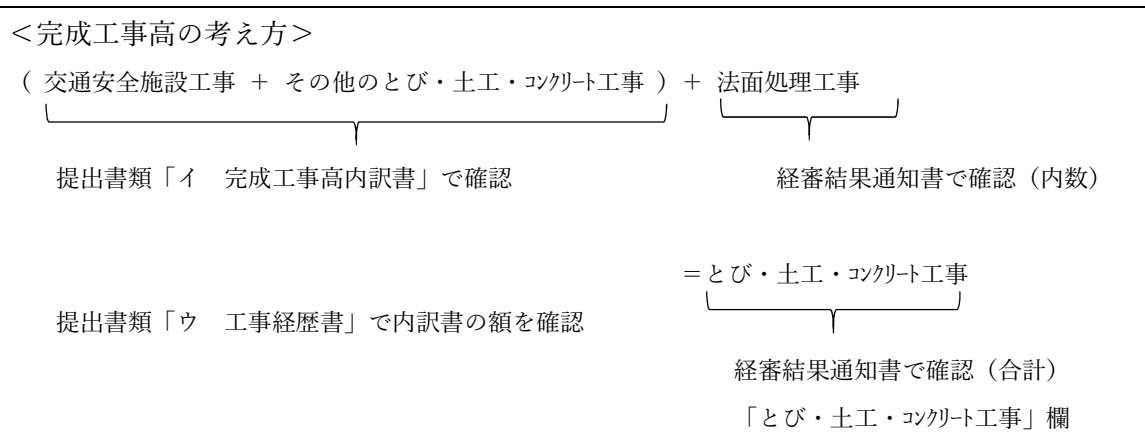 ＜完成工事高の考え方＞
（ 交通安全施設工事 ＋ その他のとび・土工・ｺﾝｸﾘｰﾄ工事 ）＋ 法面処理工事
提出書類「イ　完成工事高内訳書」で確認　経審結果通知書で確認（内数）
＝とび・土工・ｺﾝｸﾘｰﾄ工事
提出書類「ウ　工事経歴書」で内訳書の額を確認
経審結果通知書で確認（合計）
「とび・土工・ｺﾝｸﾘｰﾄ工事」欄